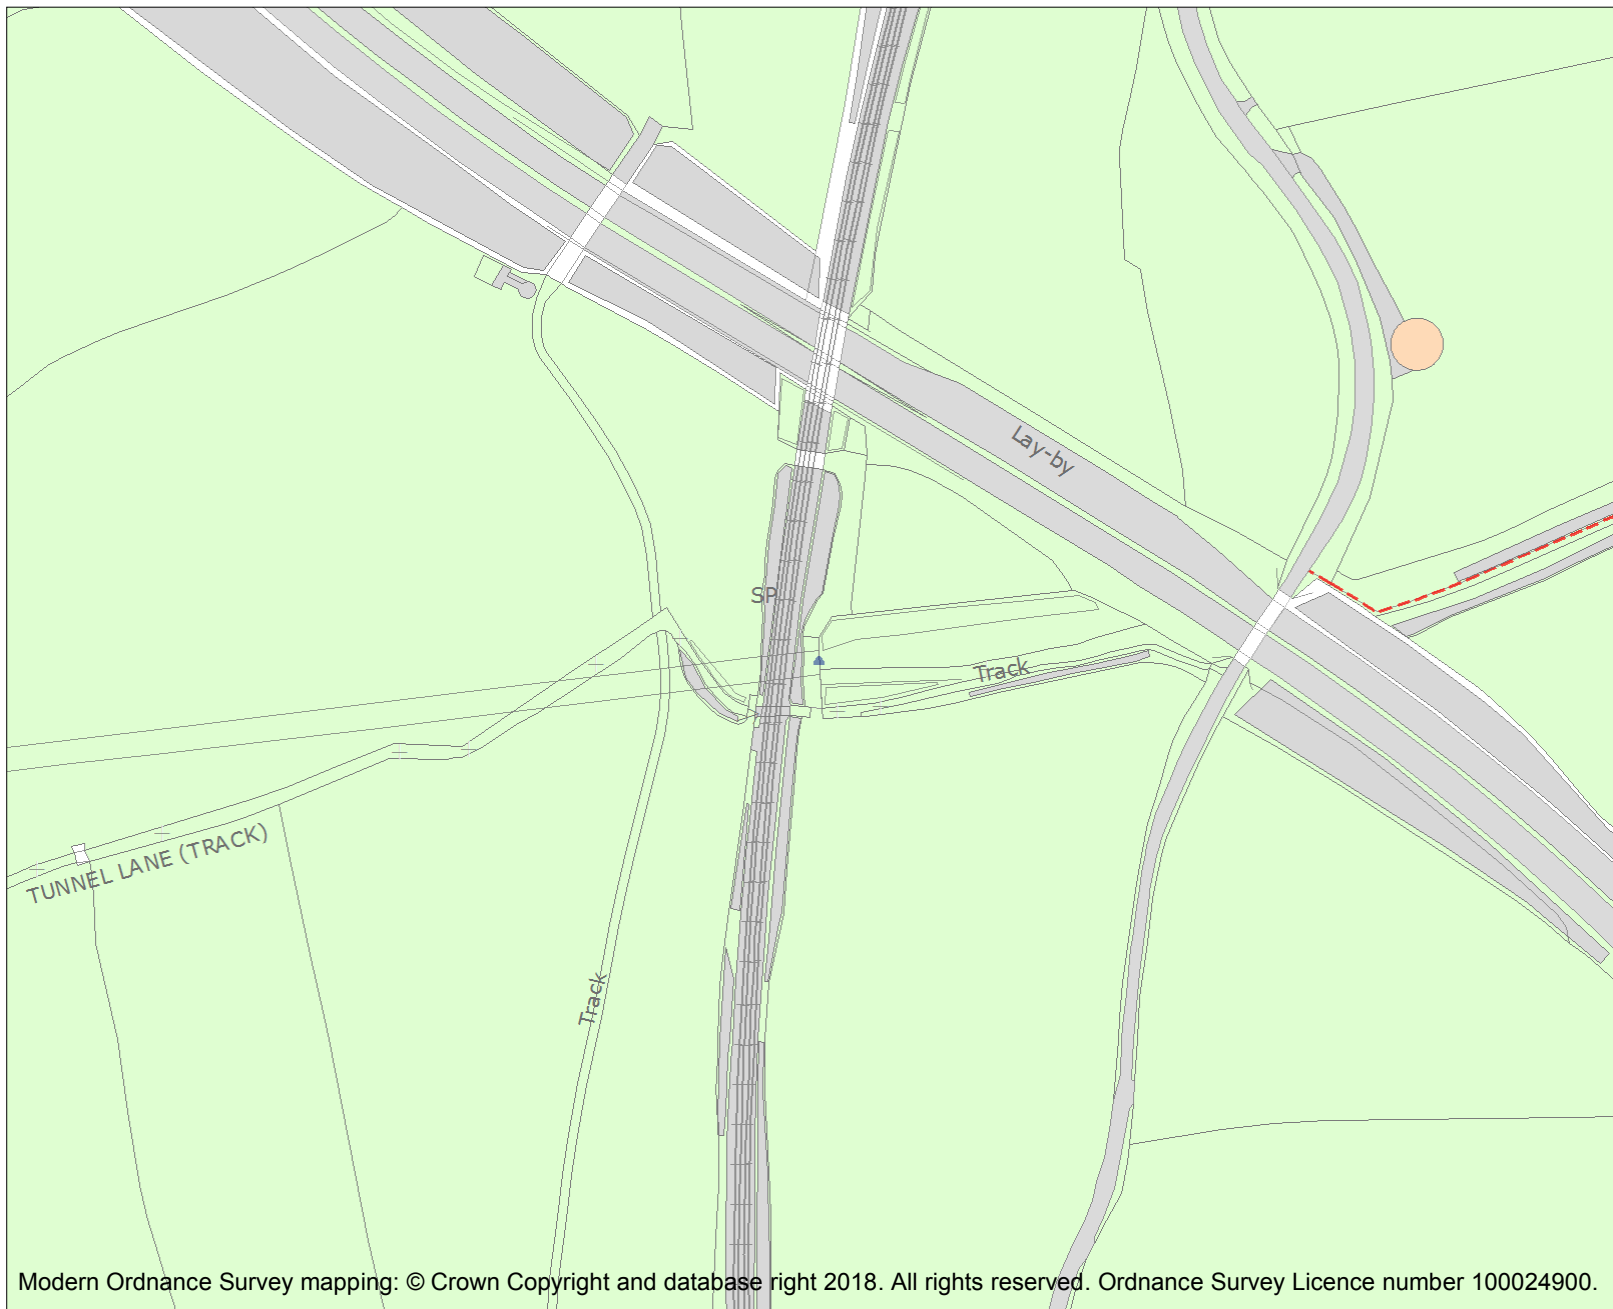 Lay-by
SP
Track
TUNNEL LANE (TRACK)
Track
Modern Ordnance Survey mapping: © Crown Copyright and database right 2018. All rights reserved. Ordnance Survey Licence number 100024900.